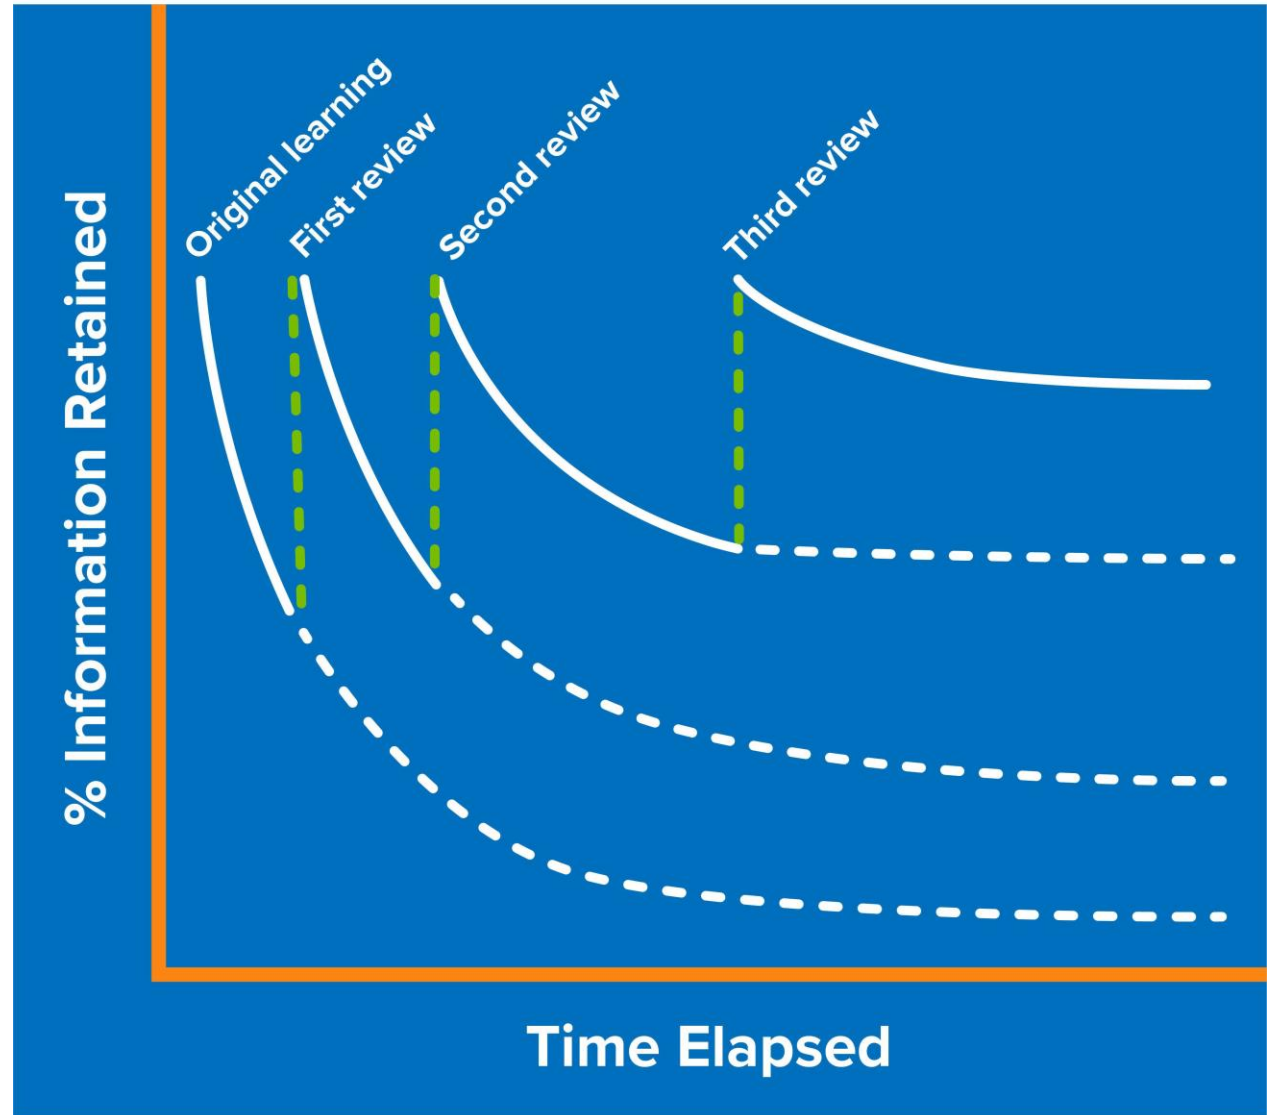 Original learning
First review
Second review
Third review
% Information Retained
Time Elapsed